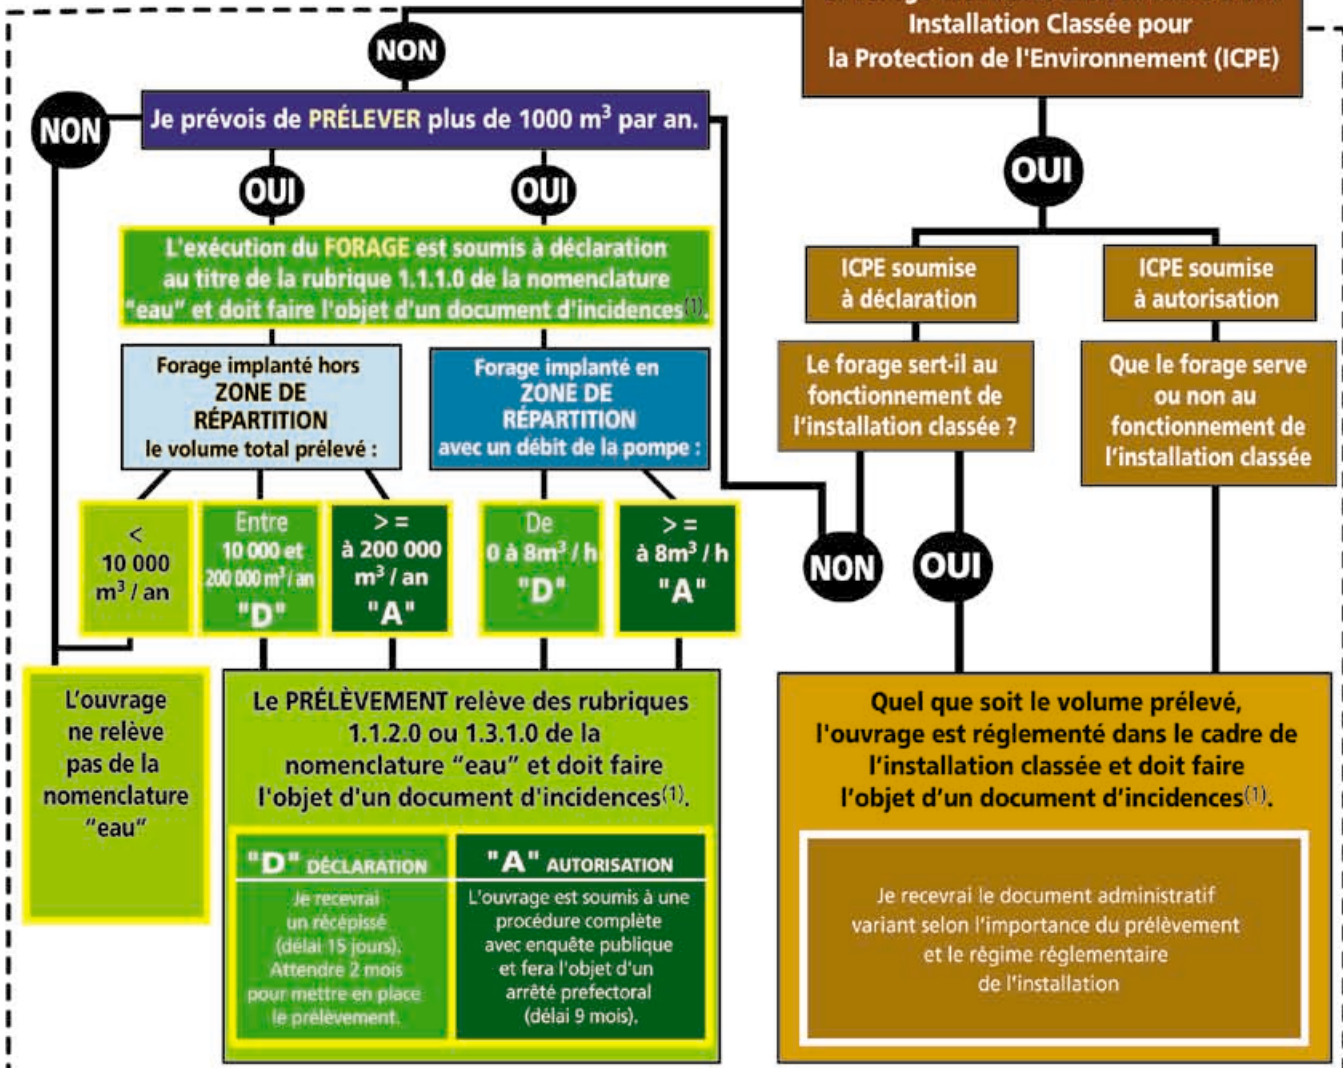 Installation Classée pour
la Protection de l'Environnement (ICPE)
NON
NON
Je prévois de PRÉLEVER plus de 1000 m³ par an.
OUI
OUI
OUI
L'exécution du FORAGE est soumis à déclaration
au titre de la rubrique 1.1.1.0 de la nomenclature
"eau" et doit faire l'objet d'un document d'incidences(1).
ICPE soumise
à déclaration
ICPE soumise
à autorisation
Forage implanté hors
ZONE DE
RÉPARTITION
le volume total prélevé :
Forage implanté en
ZONE DE
RÉPARTITION
avec un débit de la pompe :
Le forage sert-il au
fonctionnement de
l'installation classée ?
Que le forage serve
ou non au
fonctionnement de
l'installation classée
<
10 000
m³ / an
Entre
10 000 et
200 000 m³ / an
"D"
> =
à 200 000
m³ / an
"A"
De
0 à 8m³ / h
"D"
> =
à 8m³ / h
"A"
NON
OUI
L'ouvrage
ne relève
pas de la
nomenclature
"eau"
Le PRÉLÈVEMENT relève des rubriques
1.1.2.0 ou 1.3.1.0 de la
nomenclature "eau" et doit faire
l'objet d'un document d'incidences(1).
"D" DÉCLARATION
Je recevrai
un récépissé
(délai 15 jours).
Attendre 2 mois
pour mettre en place
le prélèvement.
"A" AUTORISATION
L'ouvrage est soumis à une
procédure complète
avec enquête publique
et fera l'objet d'un
arrêté prefectoral
(délai 9 mois).
Quel que soit le volume prélevé,
l'ouvrage est réglementé dans le cadre de
l'installation classée et doit faire
l'objet d'un document d'incidences(1).
Je recevrai le document administratif
variant selon l'importance du prélèvement
et le régime réglementaire
de l'installation